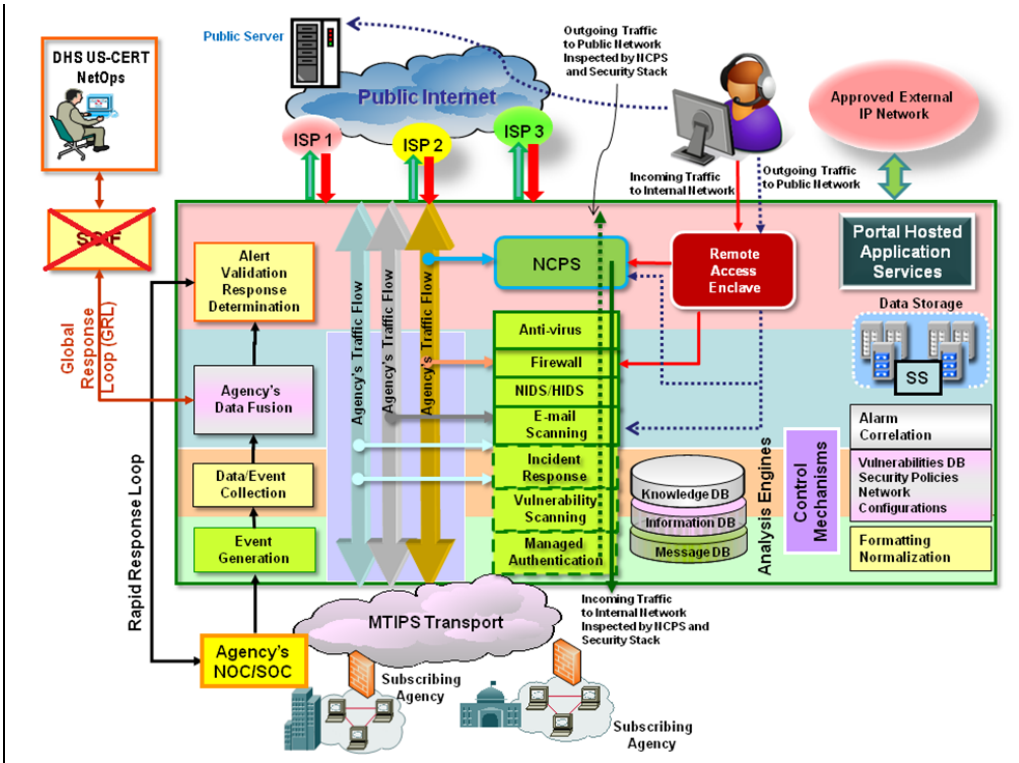 Public Server
Outgoing Traffic
to Public Network
Inspected by NCPS
and Security Stack
DHS US-CERT
NetOps
Public Internet
Approved External
IP Network
ISP 1
ISP 2
ISP 3
Incoming Traffic
to Internal Network
Outgoing Traffic
to Public Network
SCIF
Alert
Validation
Response
Determination
NCPS
Remote
Access
Enclave
Portal Hosted
Application
Services
Data Storage
SS
Global
Response
Loop (GRL)
Agency's Traffic Flow
Agency's Traffic Flow
Agency's Traffic Flow
Anti-virus
Firewall
NIDS/HIDS
E-mail
Scanning
Incident
Response
Vulnerability
Scanning
Managed
Authentication
Agency's
Data Fusion
Data/Event
Collection
Event
Generation
Rapid Response Loop
Knowledge DB
Information DB
Message DB
Analysis Engines
Control
Mechanisms
Alarm
Correlation
Vulnerabilities DB
Security Policies
Network
Configurations
Formatting
Normalization
MTIPS Transport
Incoming Traffic
to Internal Network
Inspected by NCPS and
Security Stack
Agency's
NOC/SOC
Subscribing
Agency
Subscribing
Agency